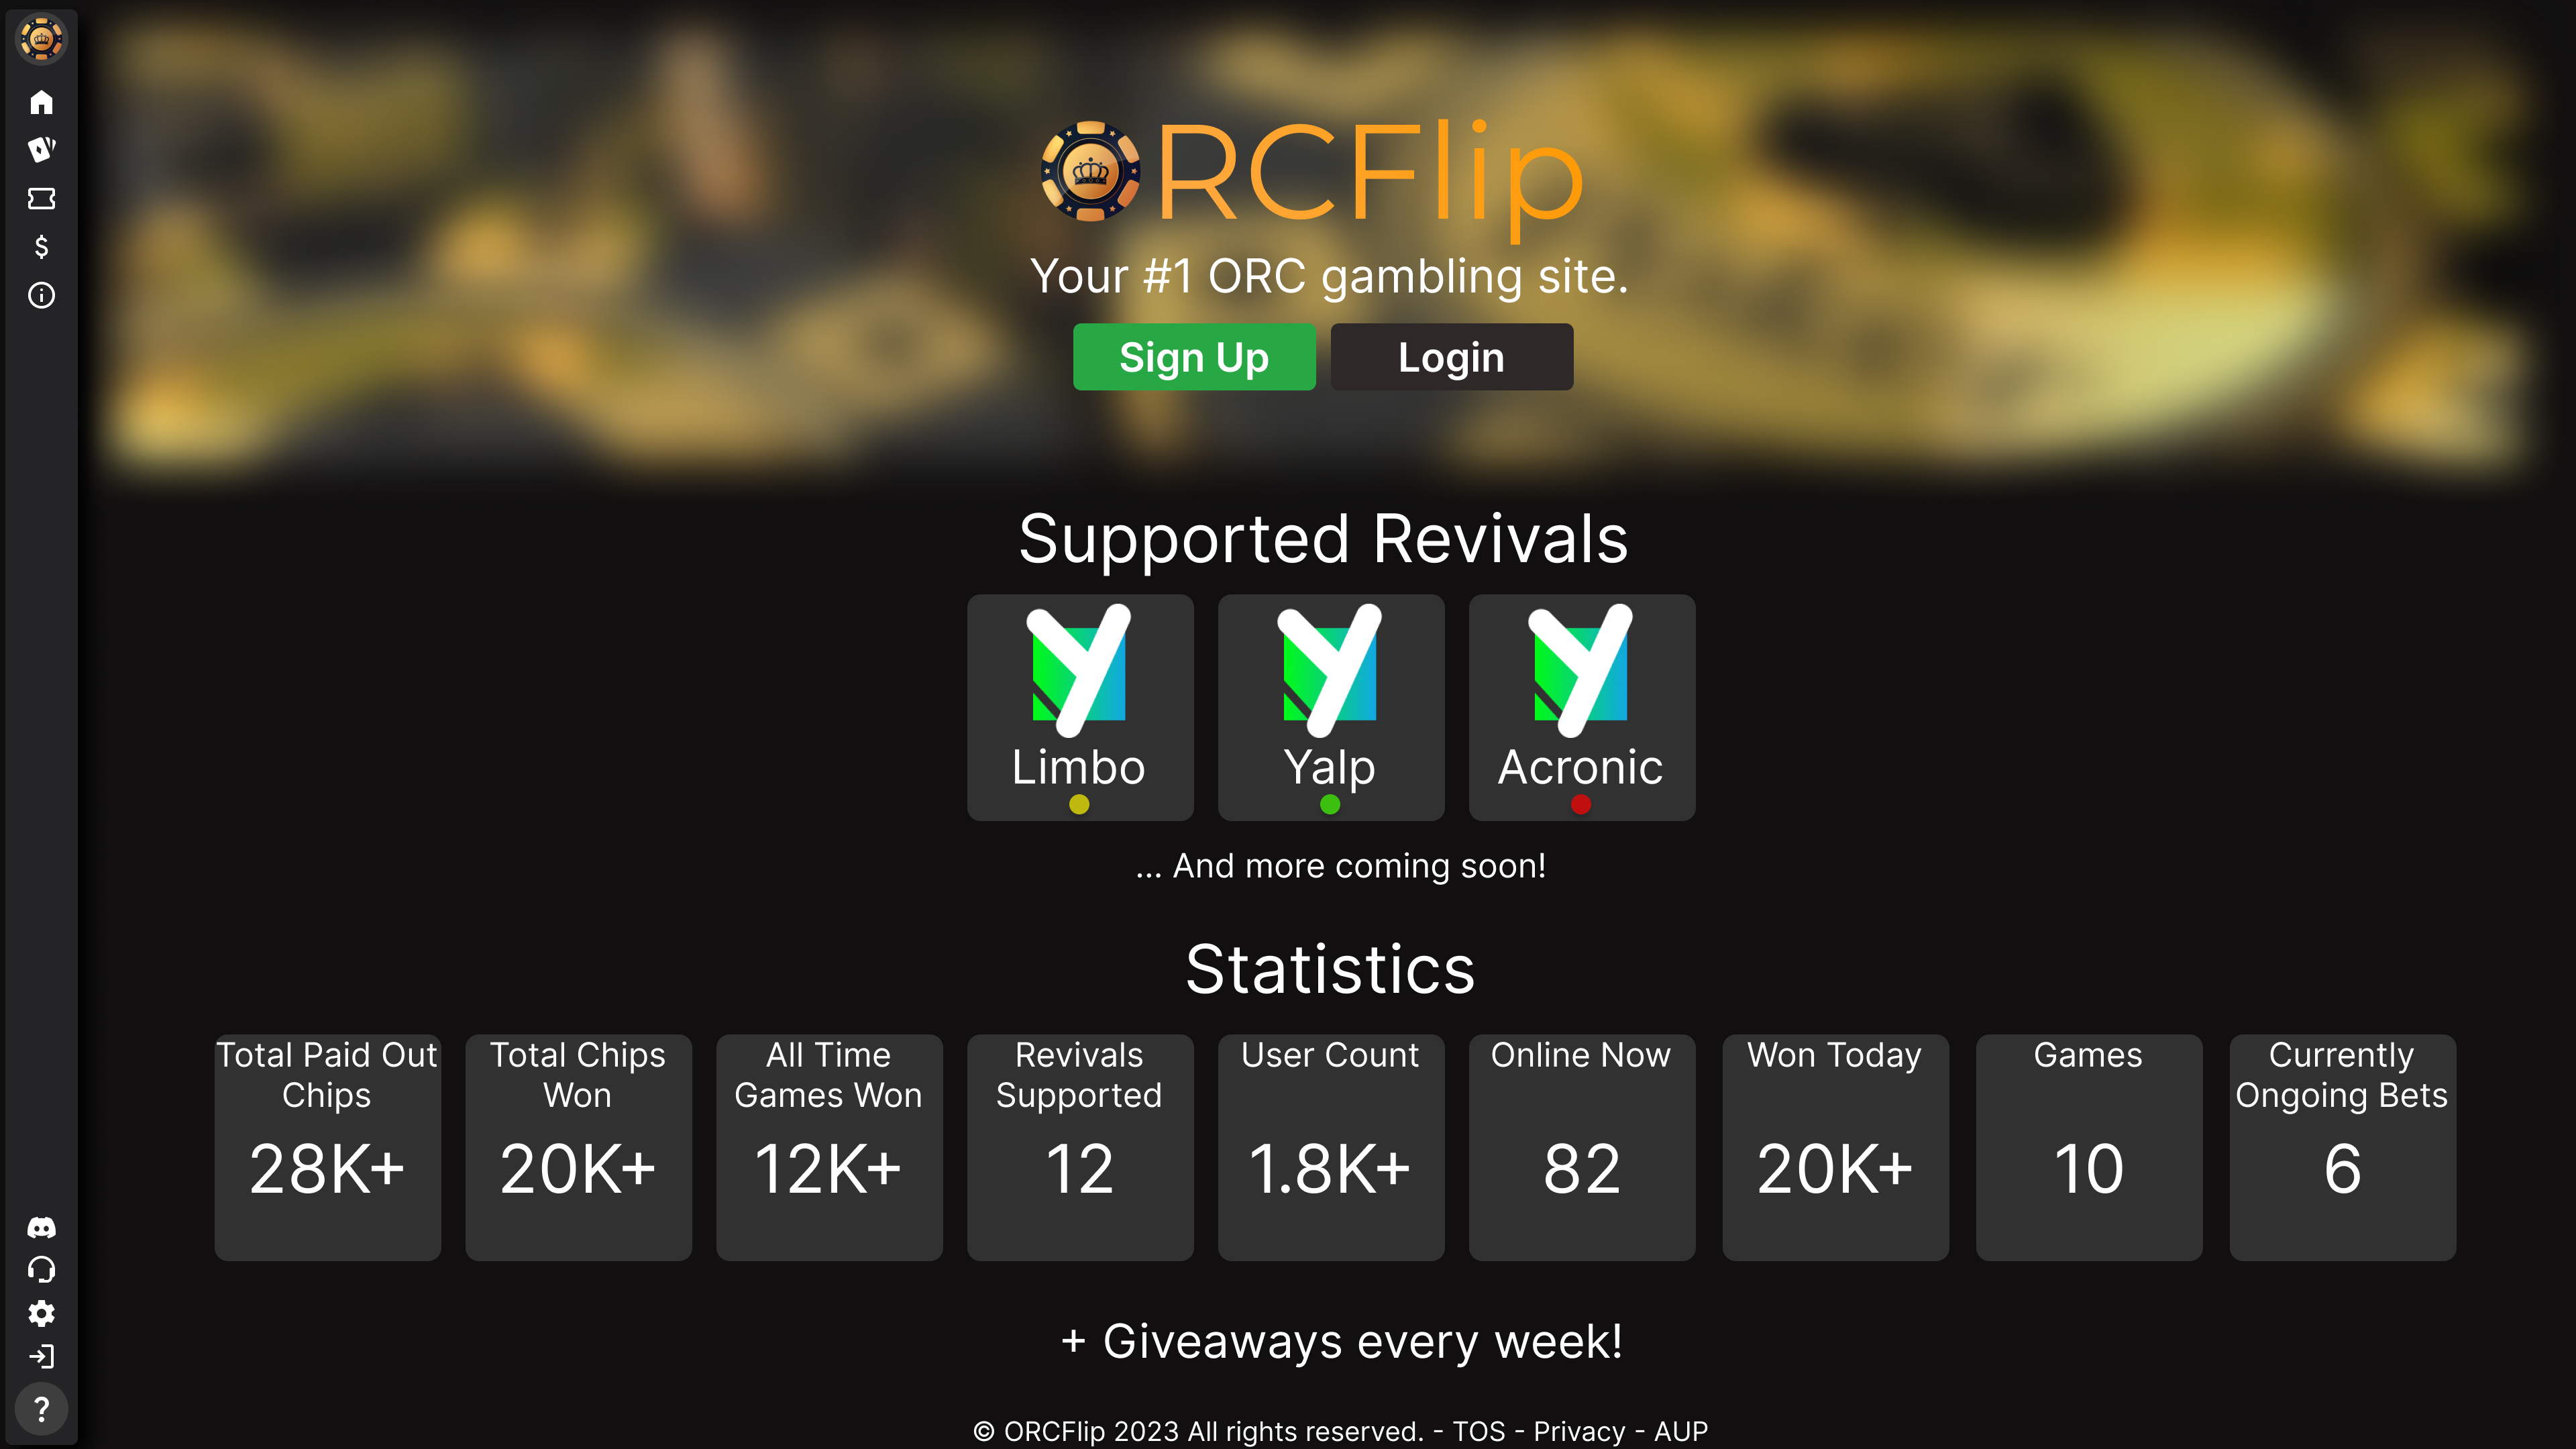 ORCFlip
Your #1 ORC gambling site.
Sign Up
Login
Supported Revivals
Limbo
Yalp
Acronic
... And more coming soon!
Statistics
Total Paid Out
Chips
28K+
Total Chips
Won
20K+
All Time
Games Won
12K+
Revivals
Supported
12
User Count
1.8K+
Online Now
82
Won Today
20K+
Games
10
Currently
Ongoing Bets
6
+ Giveaways every week!
?
© ORCFlip 2023 All rights reserved. - TOS - Privacy - AUP